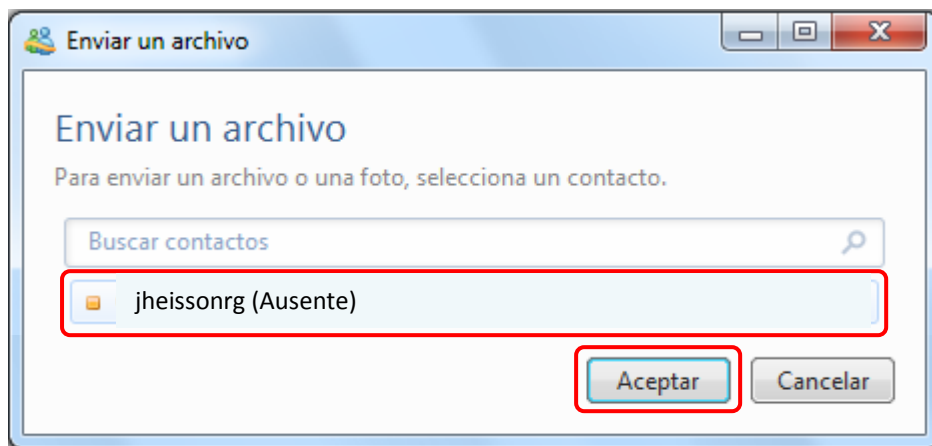 Enviar un archivo
Enviar un archivo
Para enviar un archivo o una foto, selecciona un contacto.
Buscar contactos
jheissonrg (Ausente)
Aceptar Cancelar